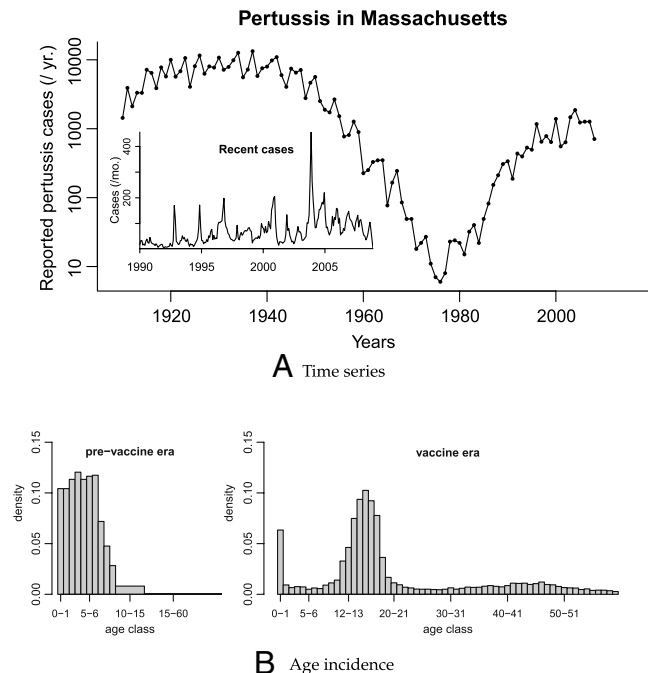 Pertussis in Massachusetts
Reported pertussis cases (/ yr.)
10000
1000
100
10
Recent cases
Cases (/mo.)
400
200
1990 1995 2000 2005
1920 1940 1960 1980 2000
Years
A Time series
pre−vaccine era
density
0.15
0.10
0.05
0.00
0−1 5−6 10−15 15−60
age class
vaccine era
density
0.15
0.10
0.05
0.00
0−1 5−6 12−13 20−21 30−31 40−41 50−51
age class
B Age incidence